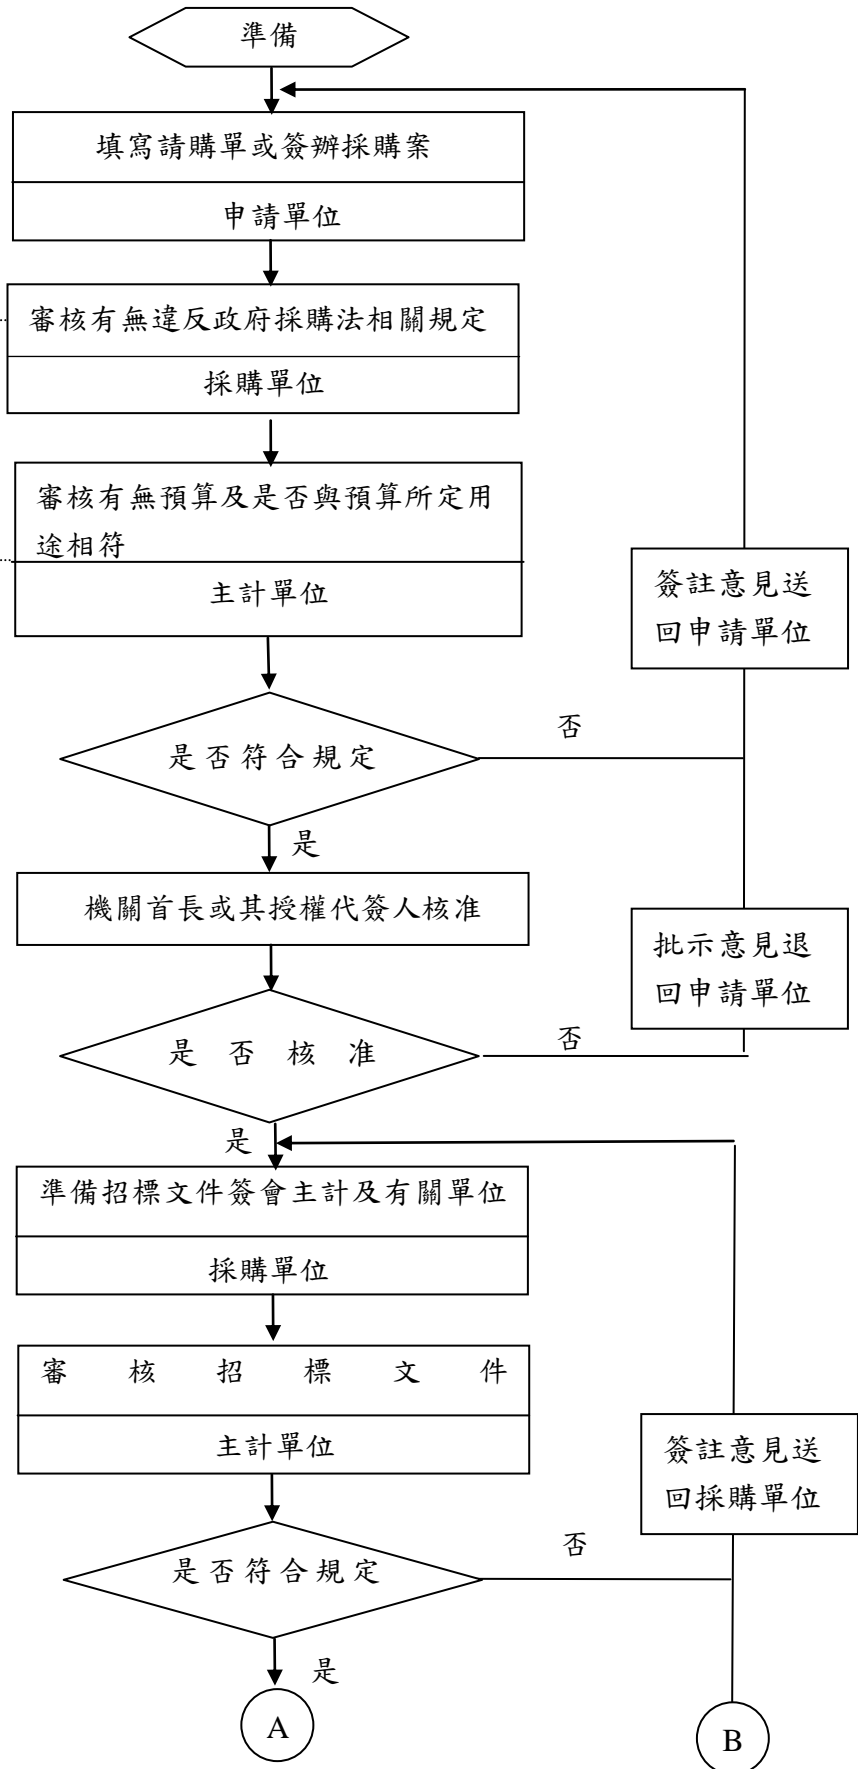 準備
填寫請購單或簽辦採購案
申請單位
審核有無違反政府採購法相關規定
採購單位
審核有無預算及是否與預算所定用
途相符
主計單位
簽註意見送
回申請單位
是否符合規定
否
是
機關首長或其授權代簽人核准
批示意見退
回申請單位
是否核准
否
是
準備招標文件簽會主計及有關單位
採購單位
審核招標文件
主計單位
簽註意見送
回採購單位
是否符合規定
否
是
A
B